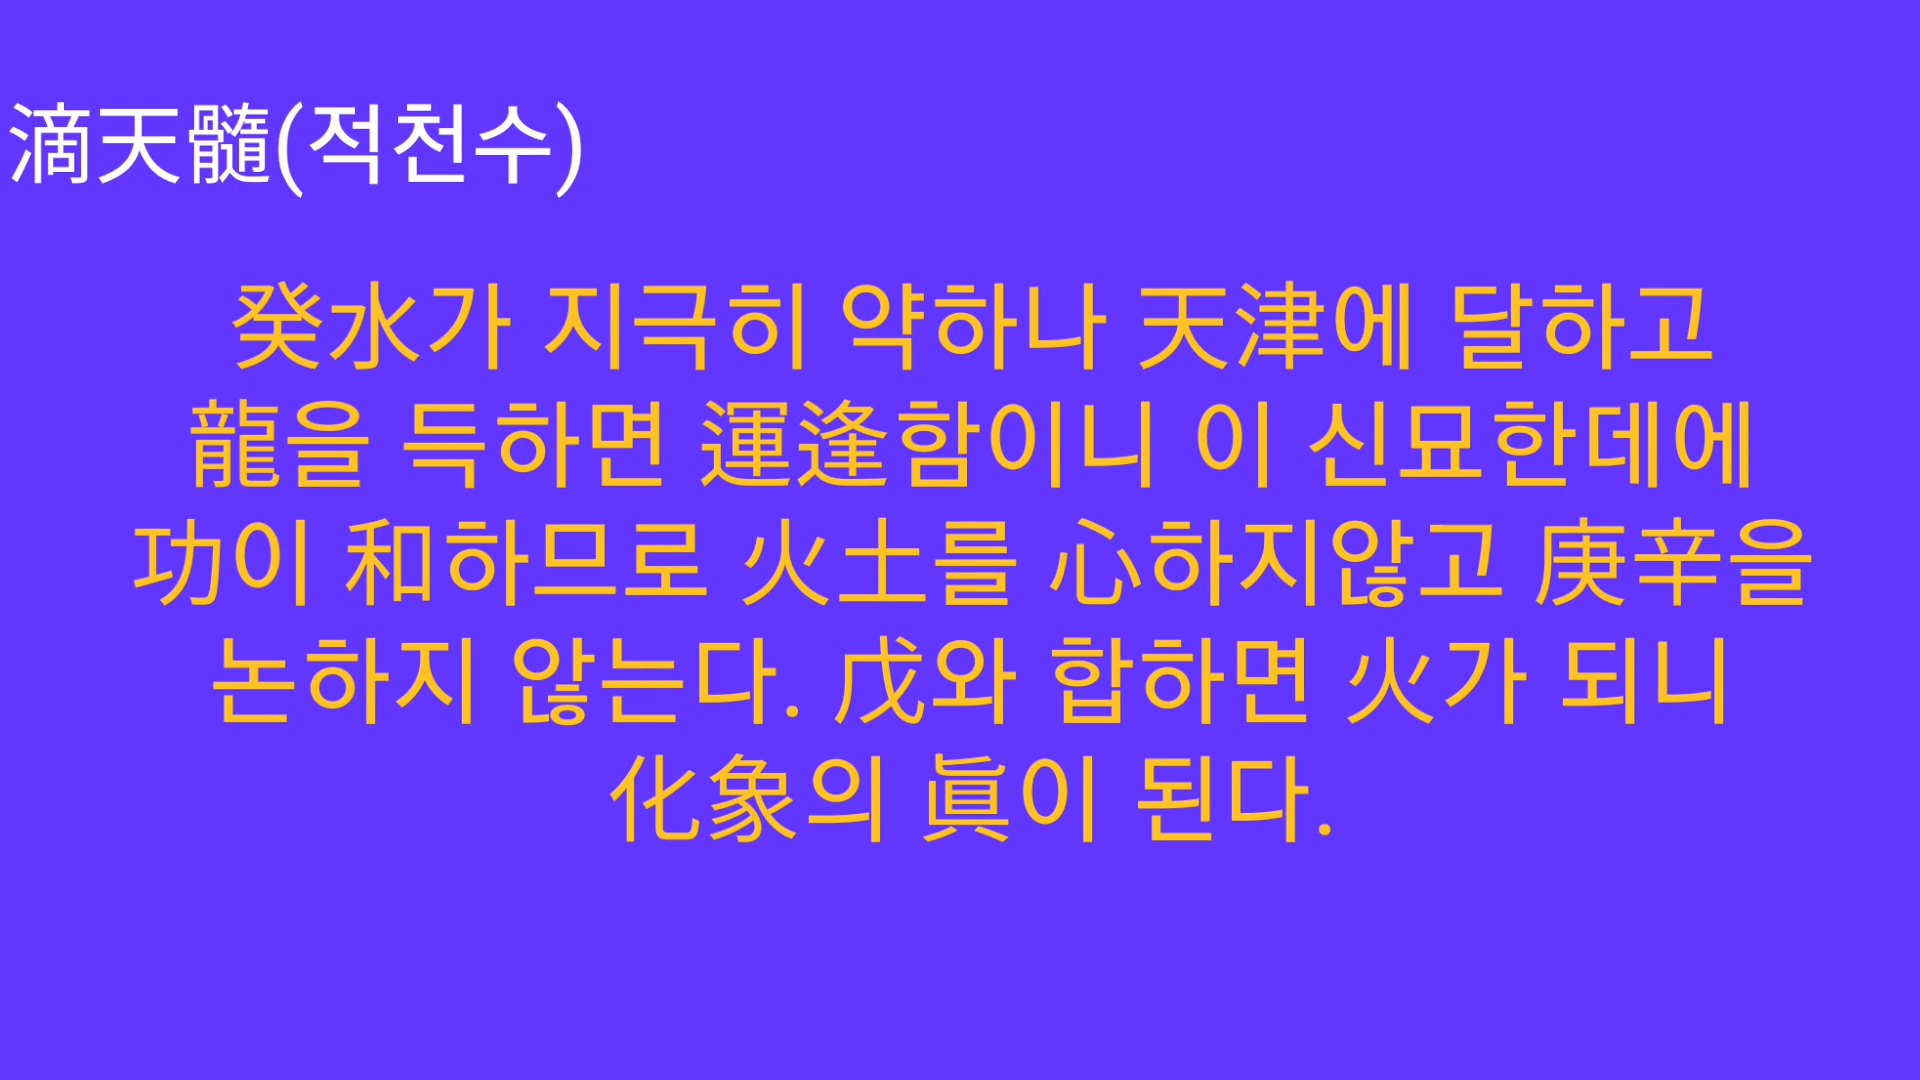 滴天髓(적천수)
癸水가 지극히 약하나 天津에 달하고
龍을 득하면 運逢함이니 이 신묘한데에
功이 和하므로 火土를 心하지않고 庚辛을
논하지 않는다. 戊와 합하면 火가 되니
化象의 眞이 된다.